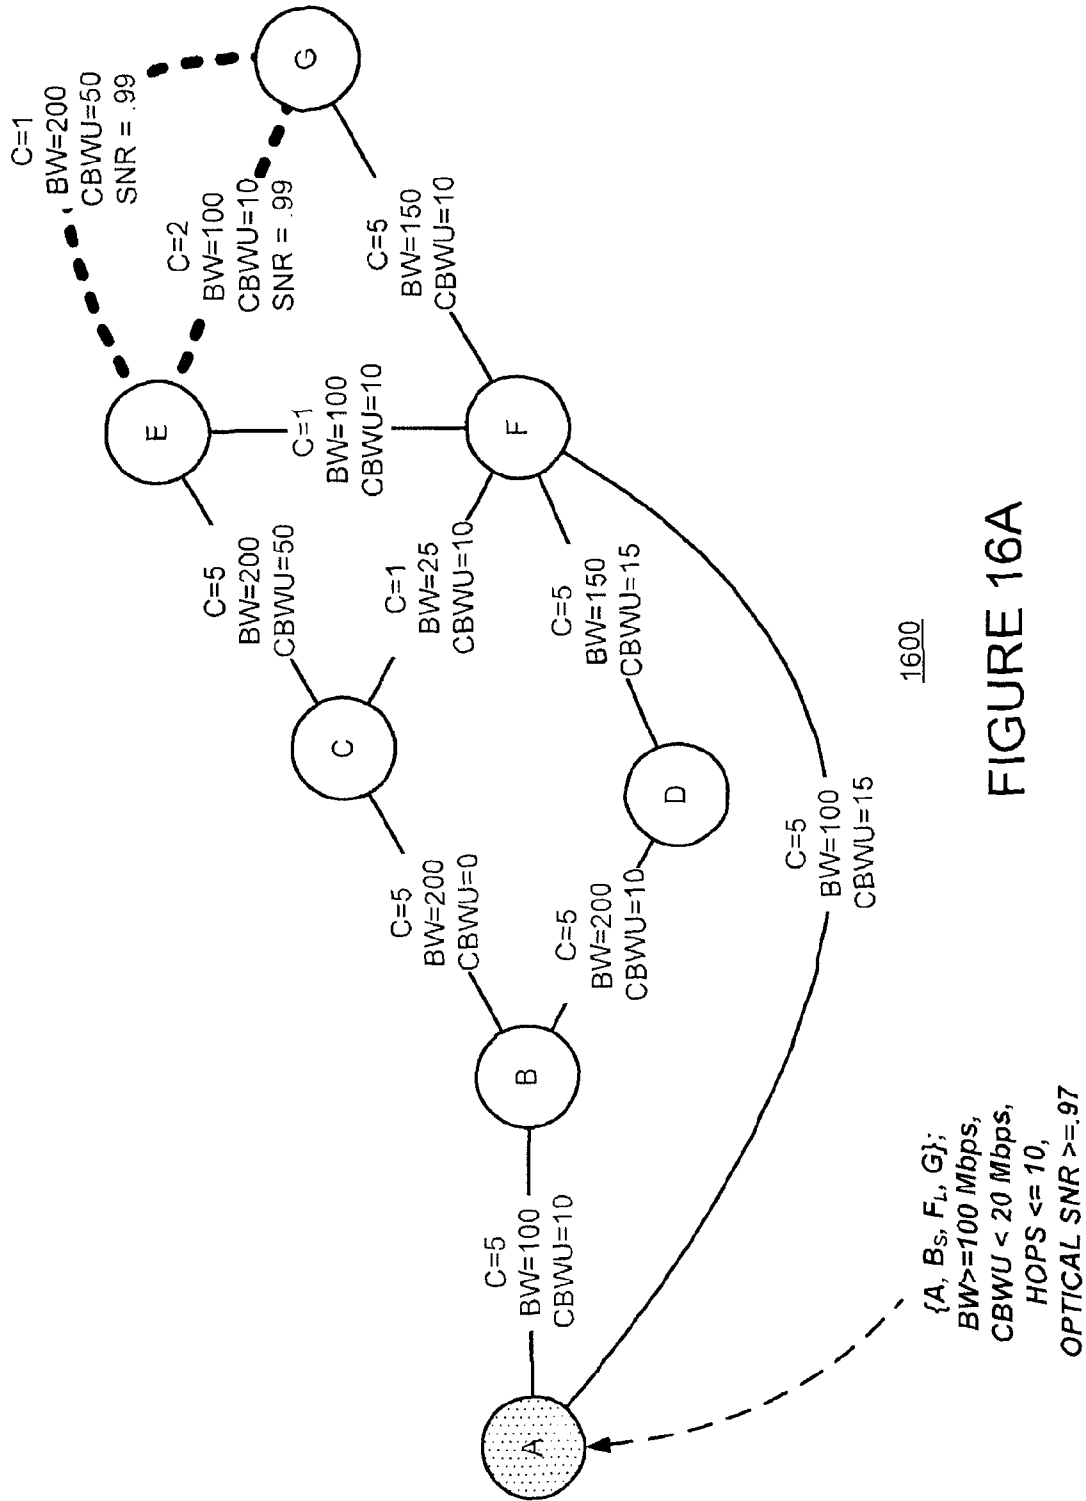 A
C=5
BW=100
CBWU=10
B
C=5
BW=200
CBWU=0
C
C=5
BW=200
CBWU=50
E
C=1
BW=200
CBWU=50
SNR = .99
C=2
BW=100
CBWU=10
SNR = .99
G
C=1
BW=100
CBWU=10
C=1
BW=25
CBWU=10
F
C=5
BW=150
CBWU=10
C=5
BW=200
CBWU=10
D
C=5
BW=150
CBWU=15
C=5
BW=100
CBWU=15
{A, BS, FL, G};
BW>=100 Mbps,
CBWU < 20 Mbps,
HOPS <= 10,
OPTICAL SNR >=.97
1600
FIGURE 16A